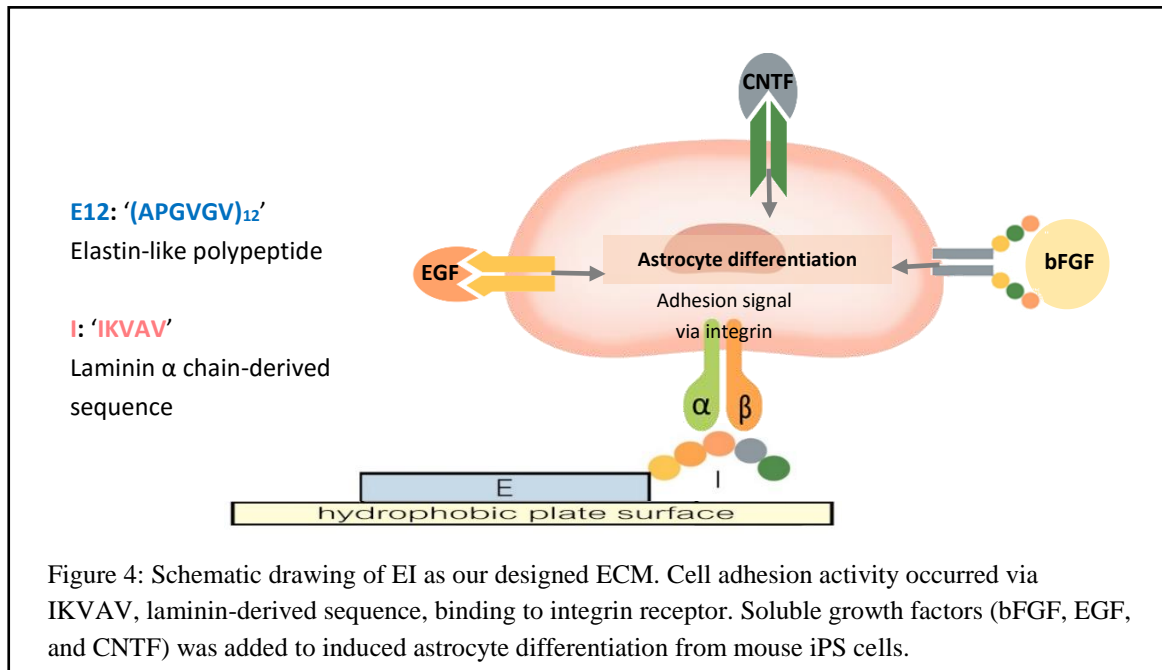 CNTF
E12: ‘(APGVGV)₁₂’
Elastin-like polypeptide
EGF
Astrocyte differentiation
bFGF
Adhesion signal
via integrin
I: ‘IKVAV’
Laminin α chain-derived
sequence
α
β
I
E
hydrophobic plate surface
Figure 4: Schematic drawing of EI as our designed ECM. Cell adhesion activity occurred via
IKVAV, laminin-derived sequence, binding to integrin receptor. Soluble growth factors (bFGF, EGF,
and CNTF) was added to induced astrocyte differentiation from mouse iPS cells.